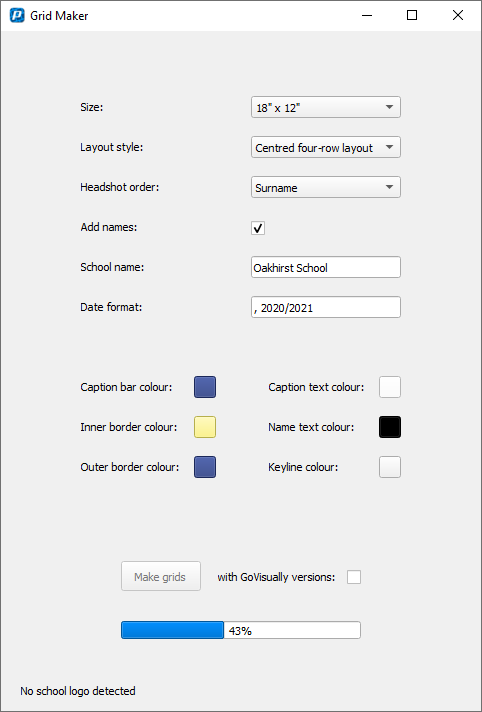 Grid Maker
Size: 18" x 12"
Layout style: Centred four-row layout
Headshot order: Surname
Add names:
School name: Oakhirst School
Date format: , 2020/2021
Caption bar colour: Caption text colour:
Inner border colour: Name text colour:
Outer border colour: Keyline colour:
Make grids with GoVisually versions:
43%
No school logo detected